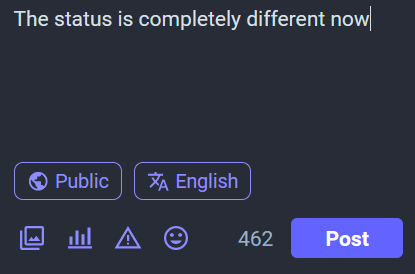 The status is completely different now
Public
English
462
Post